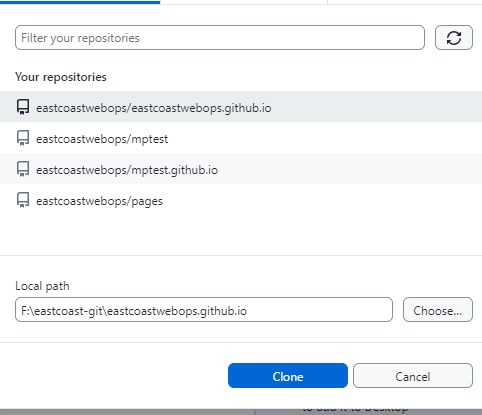 Filter your repositories
Your repositories
eastcoastwebops/eastcoastwebops.github.io
eastcoastwebops/mptest
eastcoastwebops/mptest.github.io
eastcoastwebops/pages
Local path
F:\eastcoast-git\eastcoastwebops.github.io
Choose...
Clone
Cancel
to add it to Desktop